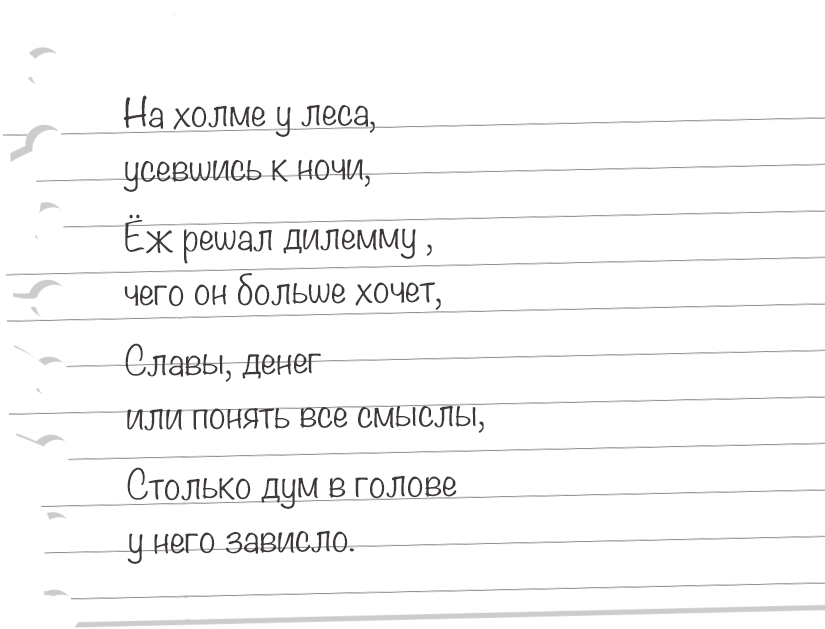 На холме у леса,
усевшись к ночи,
Ёж решал дилемму ,
чего он больше хочет,
Славы, денег
или понять все смыслы,
Столько дум в голове
у него зависло.